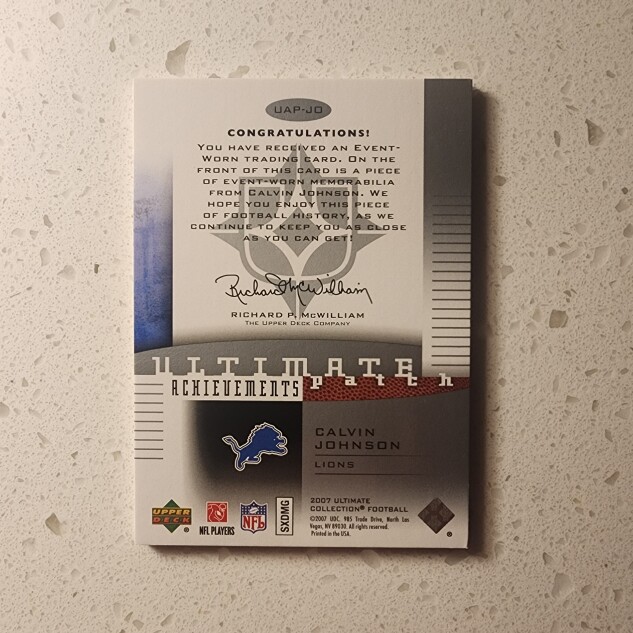 UAP-JO
CONGRATULATIONS!
YOU HAVE RECEIVED AN EVENT-
WORN TRADING CARD. ON THE
FRONT OF THIS CARD IS A PIECE
OF EVENT-WORN MEMORABILIA
FROM CALVIN JOHNSON. WE
HOPE YOU ENJOY THIS PIECE
OF FOOTBALL HISTORY, AS WE
CONTINUE TO KEEP YOU AS CLOSE
AS YOU CAN GET!
Richard McWilliam
RICHARD P. MCWILLIAM
THE UPPER DECK COMPANY
ULTIMATE
ACHIEVEMENTS patch
CALVIN
JOHNSON
LIONS
2007 ULTIMATE
COLLECTION® FOOTBALL
©2007 UDC. 985 Trade Drive, North Las
Vegas, NV 89030. All rights reserved.
Printed in the USA.
UPPER
DECK
®
NFL PLAYERS
NFL
SXDMG
®